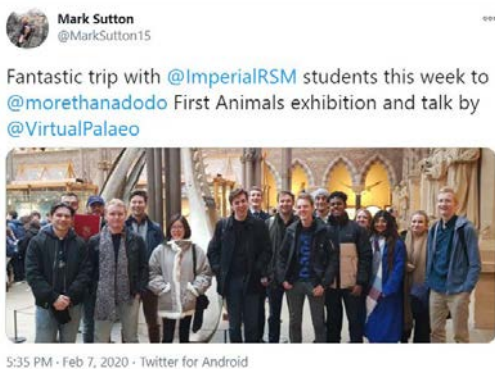 Mark Sutton
@MarkSutton15
Fantastic trip with @ImperialRSM students this week to
@morethanadodo First Animals exhibition and talk by
@VirtualPalaeo
5:35 PM · Feb 7, 2020 · Twitter for Android